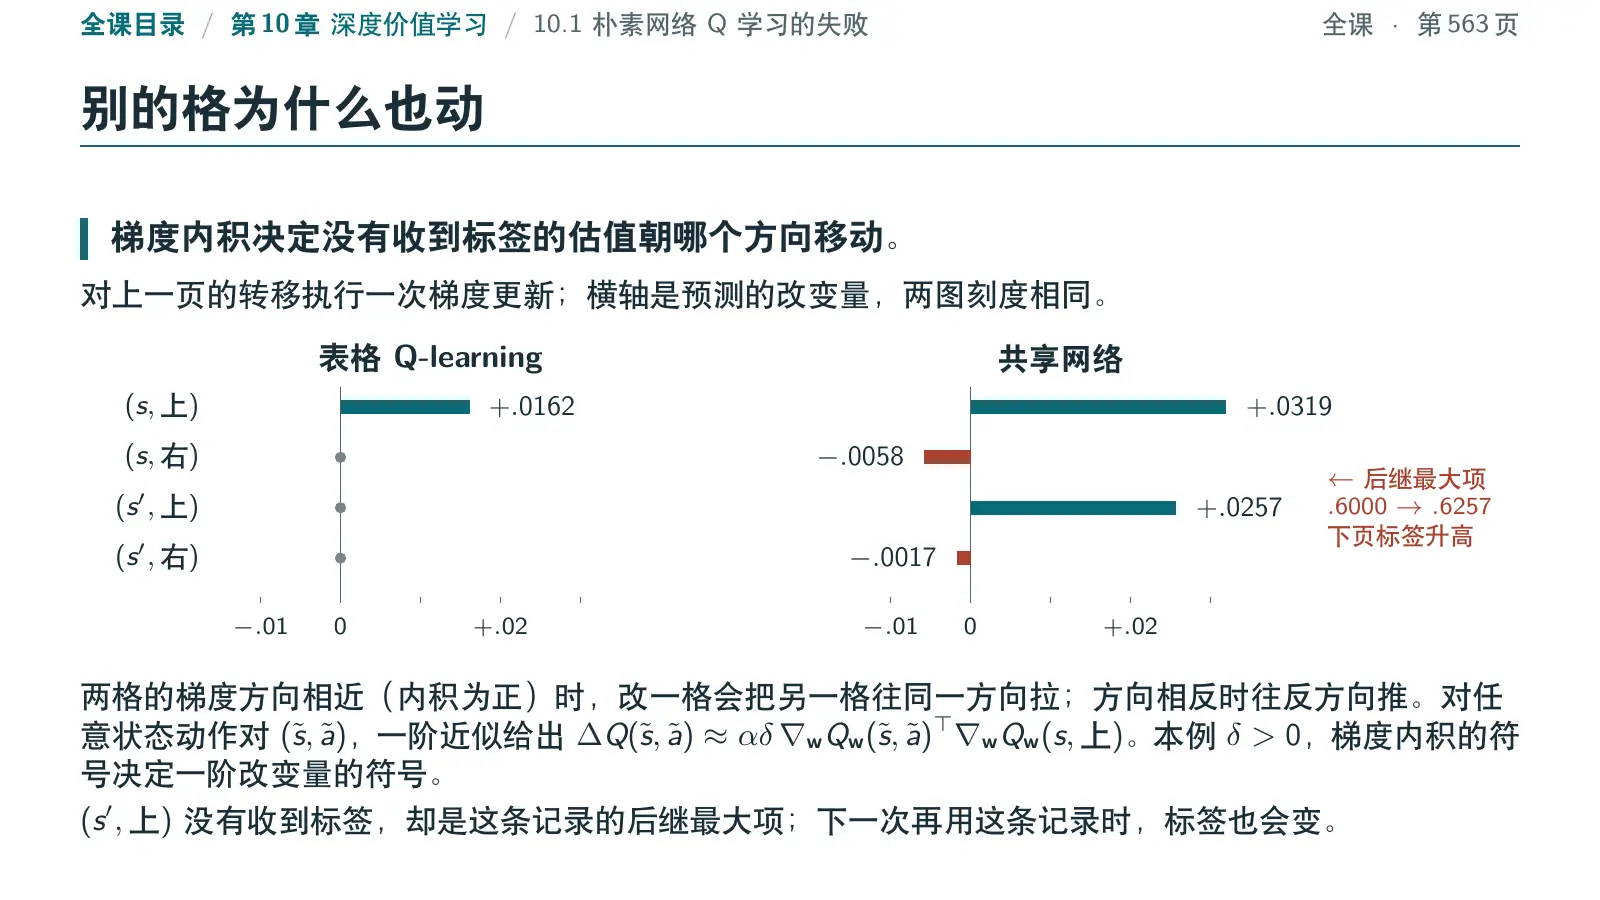 全课目录 / 第 10 章 深度价值学习 / 10.1 朴素网络 Q 学习的失败
全课 · 第 563 页
别的格为什么也动
梯度内积决定没有收到标签的估值朝哪个方向移动。
对上一页的转移执行一次梯度更新；横轴是预测的改变量，两图刻度相同。
表格 Q-learning
(s, 上) +.0162
(s, 右)
(s′, 上)
(s′, 右)
−.01 0 +.02
共享网络
+.0319
−.0058
+.0257
−.0017
← 后继最大项
.6000 → .6257
下页标签升高
−.01 0 +.02
两格的梯度方向相近（内积为正）时，改一格会把另一格往同一方向拉；方向相反时往反方向推。对任
意状态动作对 (s̃, ã)，一阶近似给出 ΔQ(s̃, ã) ≈ αδ ∇𝐰Q𝐰(s̃, ã)⊤∇𝐰Q𝐰(s, 上)。本例 δ > 0，梯度内积的符
号决定一阶改变量的符号。
(s′, 上) 没有收到标签，却是这条记录的后继最大项；下一次再用这条记录时，标签也会变。